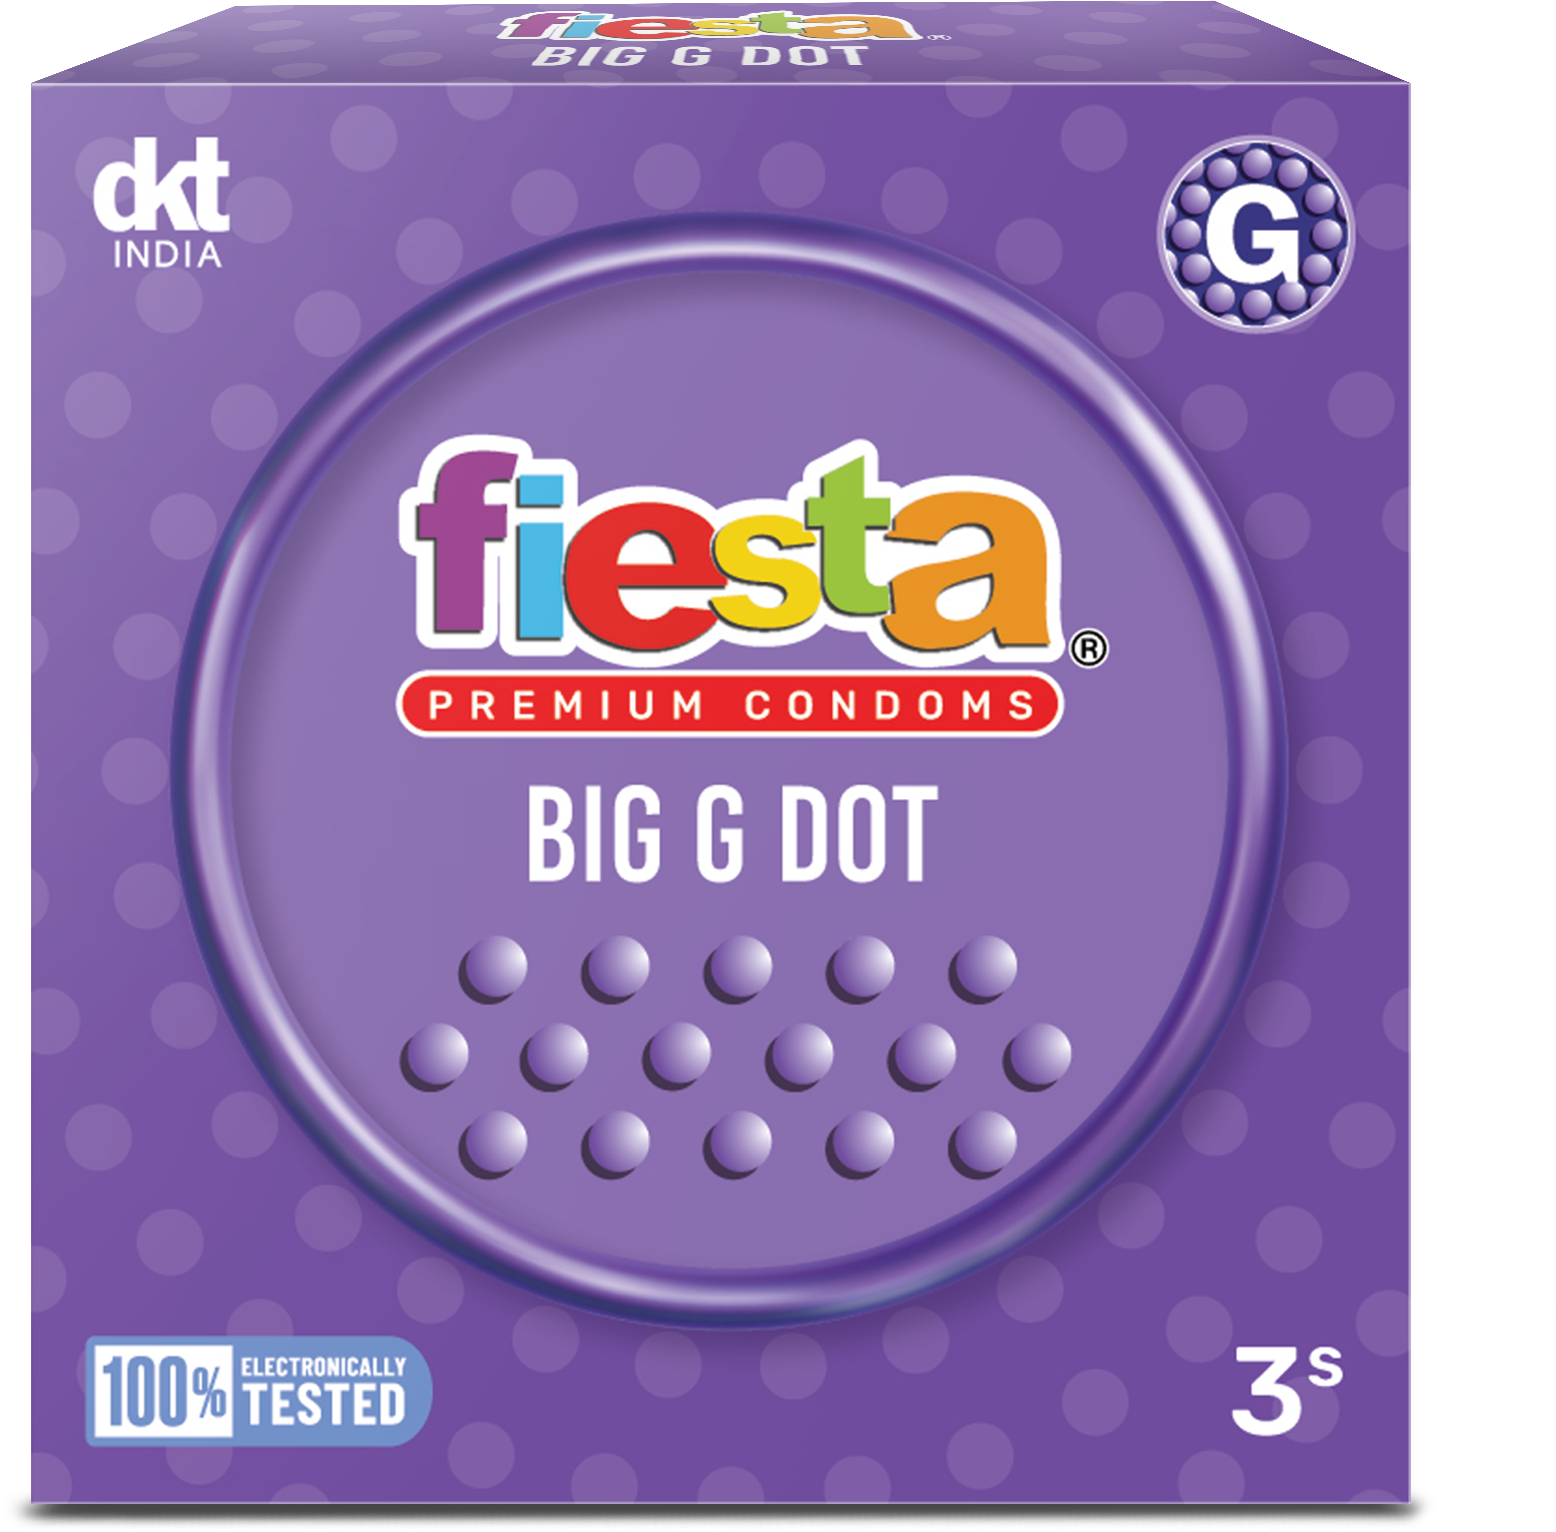 fiesta®
BIG G DOT
dkt
INDIA
G
fiesta®
PREMIUM CONDOMS
BIG G DOT
100% ELECTRONICALLY
TESTED
3s